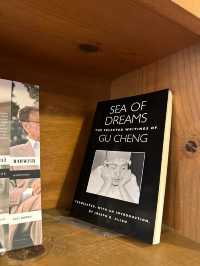 SEA OF
DREAMS
THE SELECTED WRITINGS OF
GU CHENG
TRANSLATED, WITH AN INTRODUCTION,
BY JOSEPH R. ALLEN